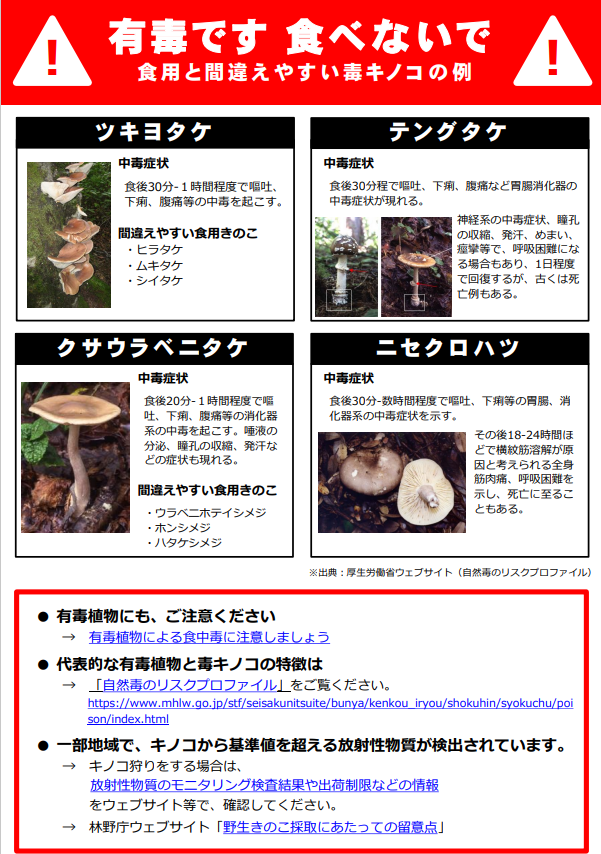 有毒です 食べないで
食用と間違えやすい毒キノコの例
ツキヨタケ
中毒症状
食後30分-１時間程度で嘔吐、
下痢、腹痛等の中毒を起こす。
間違えやすい食用きのこ
・ヒラタケ
・ムキタケ
・シイタケ
テングタケ
中毒症状
食後30分程で嘔吐、下痢、腹痛など胃腸消化器の
中毒症状が現れる。
神経系の中毒症状、瞳孔
の収縮、発汗、めまい、
痙攣等で、呼吸困難にな
る場合もあり、1日程度
で回復するが、古くは死
亡例もある。
クサウラベニタケ
中毒症状
食後20分-１時間程度で嘔
吐、下痢、腹痛等の消化器
系の中毒を起こす。唾液の
分泌、瞳孔の収縮、発汗な
どの症状も現れる。
間違えやすい食用きのこ
・ウラベニホテイシメジ
・ホンシメジ
・ハタケシメジ
ニセクロハツ
中毒症状
食後30分-数時間程度で嘔吐、下痢等の胃腸、消
化器系の中毒症状を示す。
その後18-24時間ほ
どで横紋筋溶解が原
因と考えられる全身
筋肉痛、呼吸困難を
示し、死亡に至るこ
ともある。
※出典：厚生労働省ウェブサイト（自然毒のリスクプロファイル）
● 有毒植物にも、ご注意ください
→ 有毒植物による食中毒に注意しましょう
● 代表的な有毒植物と毒キノコの特徴は
→ 「自然毒のリスクプロファイル」をご覧ください。
https://www.mhlw.go.jp/stf/seisakunitsuite/bunya/kenkou_iryou/shokuhin/syokuchu/poi
son/index.html
● 一部地域で、キノコから基準値を超える放射性物質が検出されています。
→ キノコ狩りをする場合は、
放射性物質のモニタリング検査結果や出荷制限などの情報
をウェブサイト等で、確認してください。
→ 林野庁ウェブサイト「野生きのこ採取にあたっての留意点」